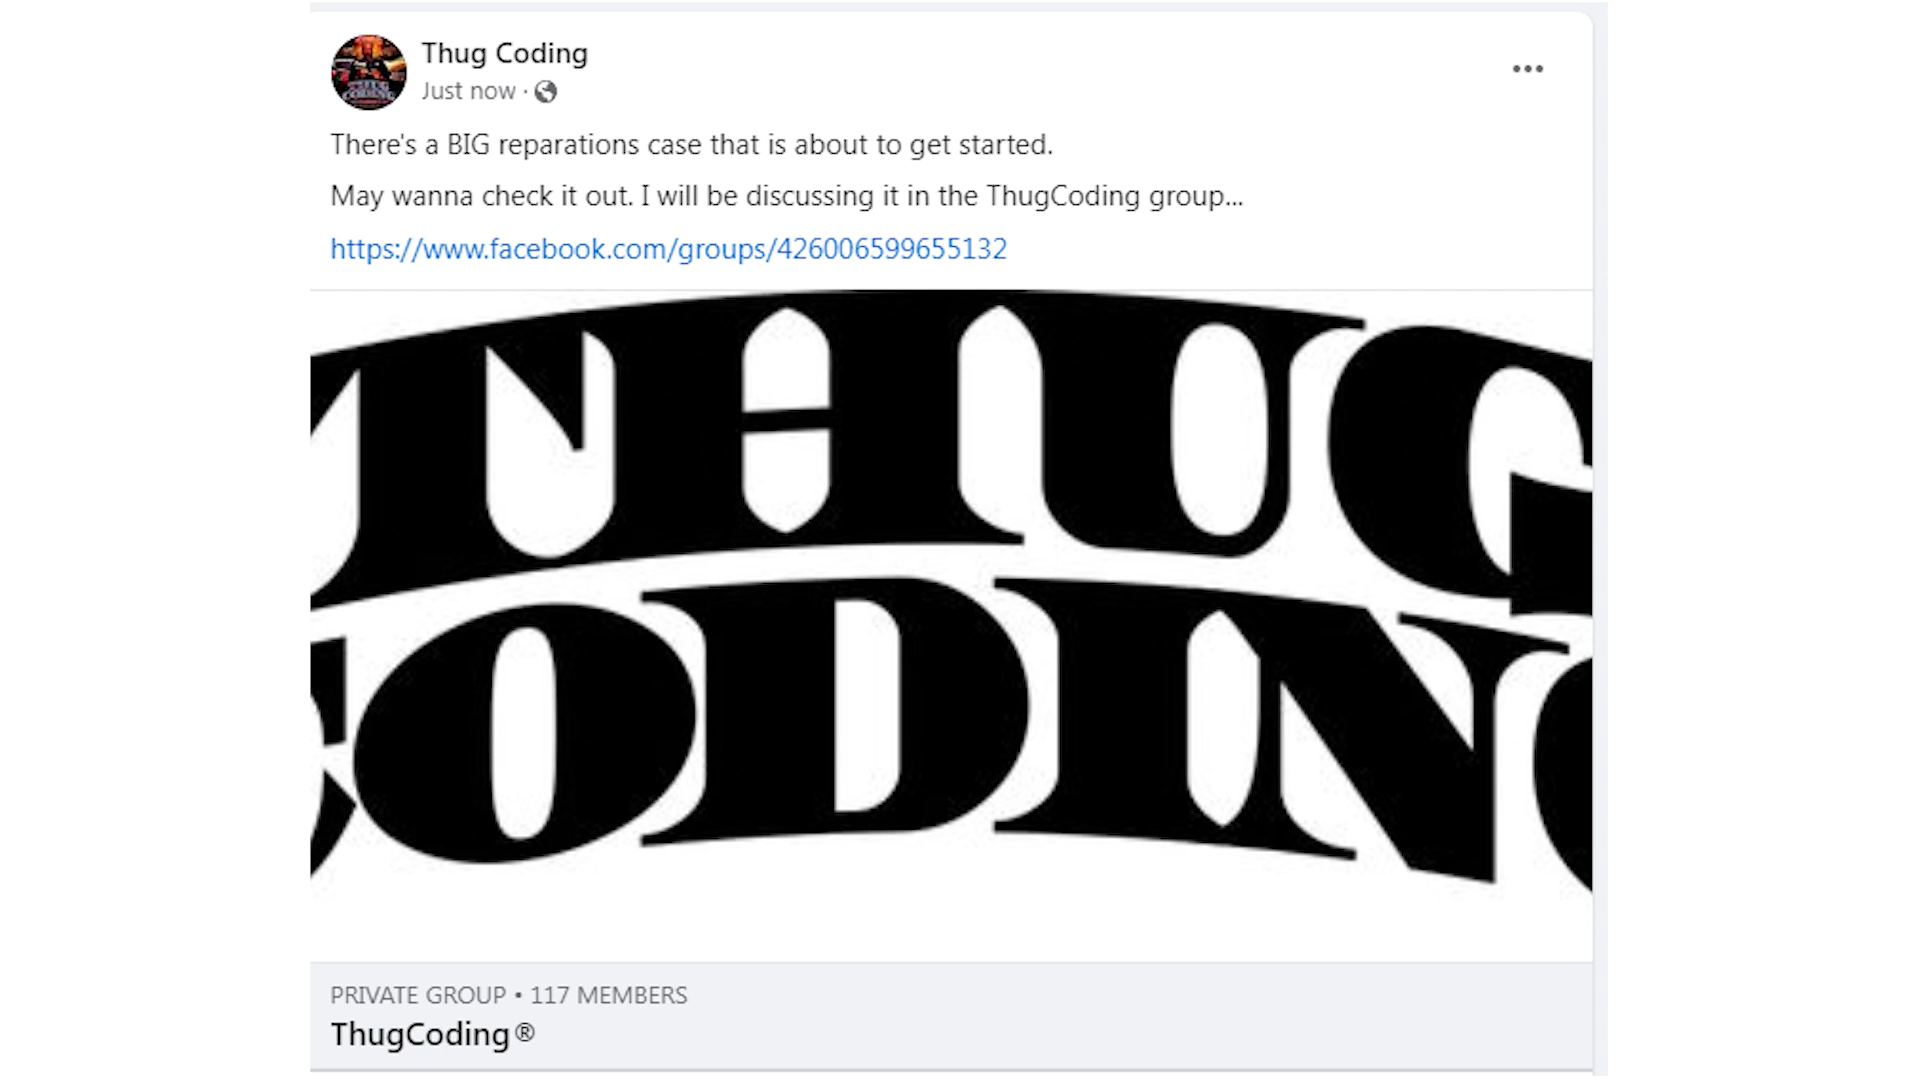 Thug Coding
Just now ·
There's a BIG reparations case that is about to get started.
May wanna check it out. I will be discussing it in the ThugCoding group...
https://www.facebook.com/groups/426006599655132
THUG
CODING
PRIVATE GROUP • 117 MEMBERS
ThugCoding®